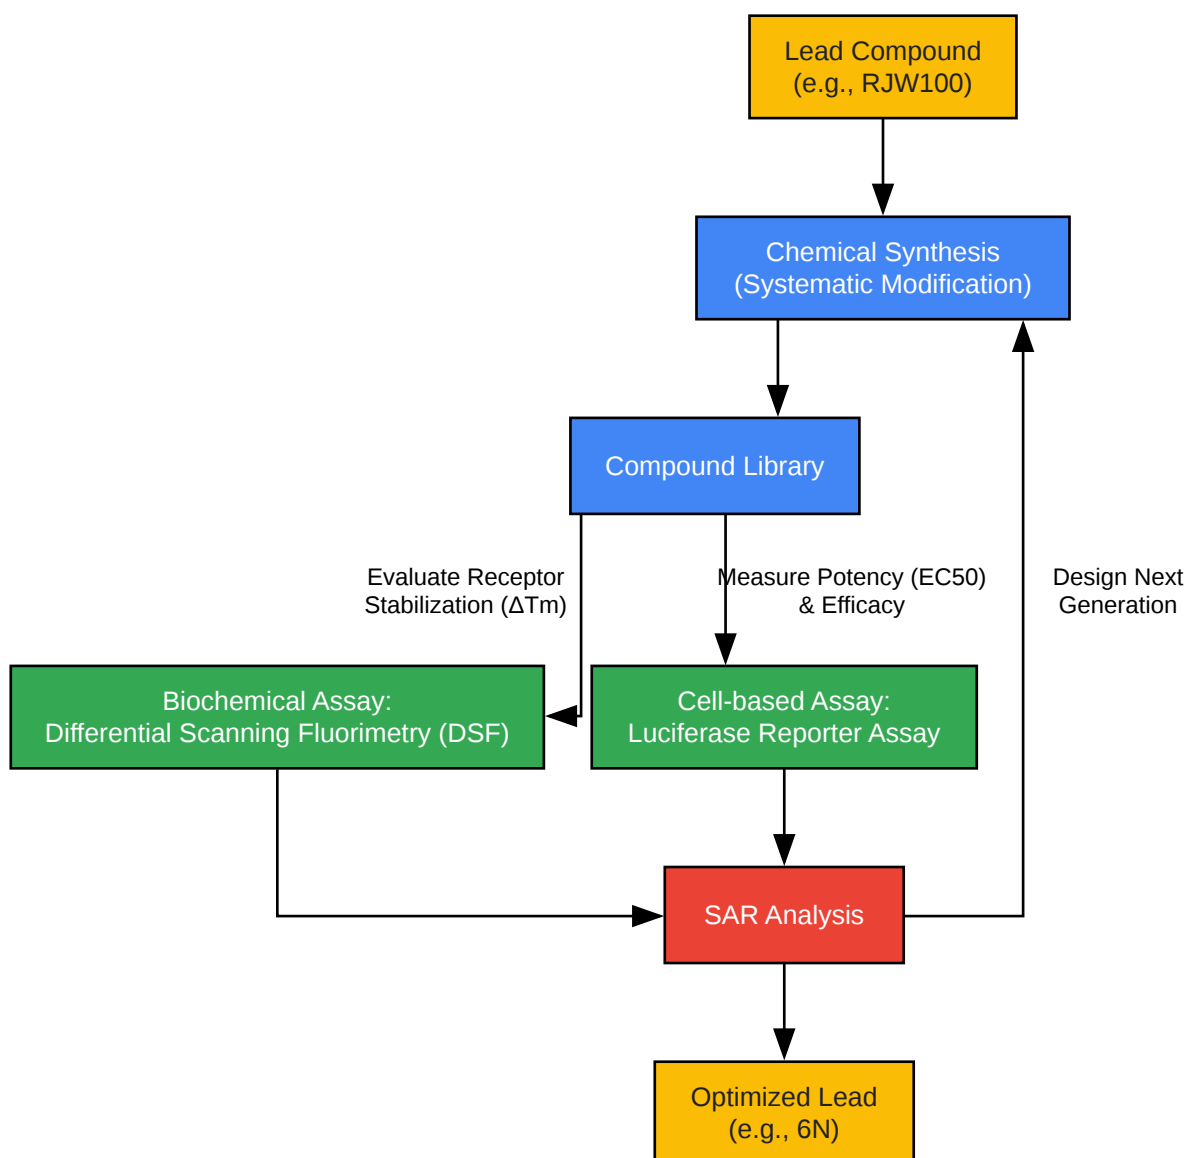 Lead Compound
(e.g., RJW100)
Chemical Synthesis
(Systematic Modification)
Compound Library
Evaluate Receptor
Stabilization (ΔTm)
Measure Potency (EC50)
& Efficacy
Design Next
Generation
Biochemical Assay:
Differential Scanning Fluorimetry (DSF)
Cell-based Assay:
Luciferase Reporter Assay
SAR Analysis
Optimized Lead
(e.g., 6N)